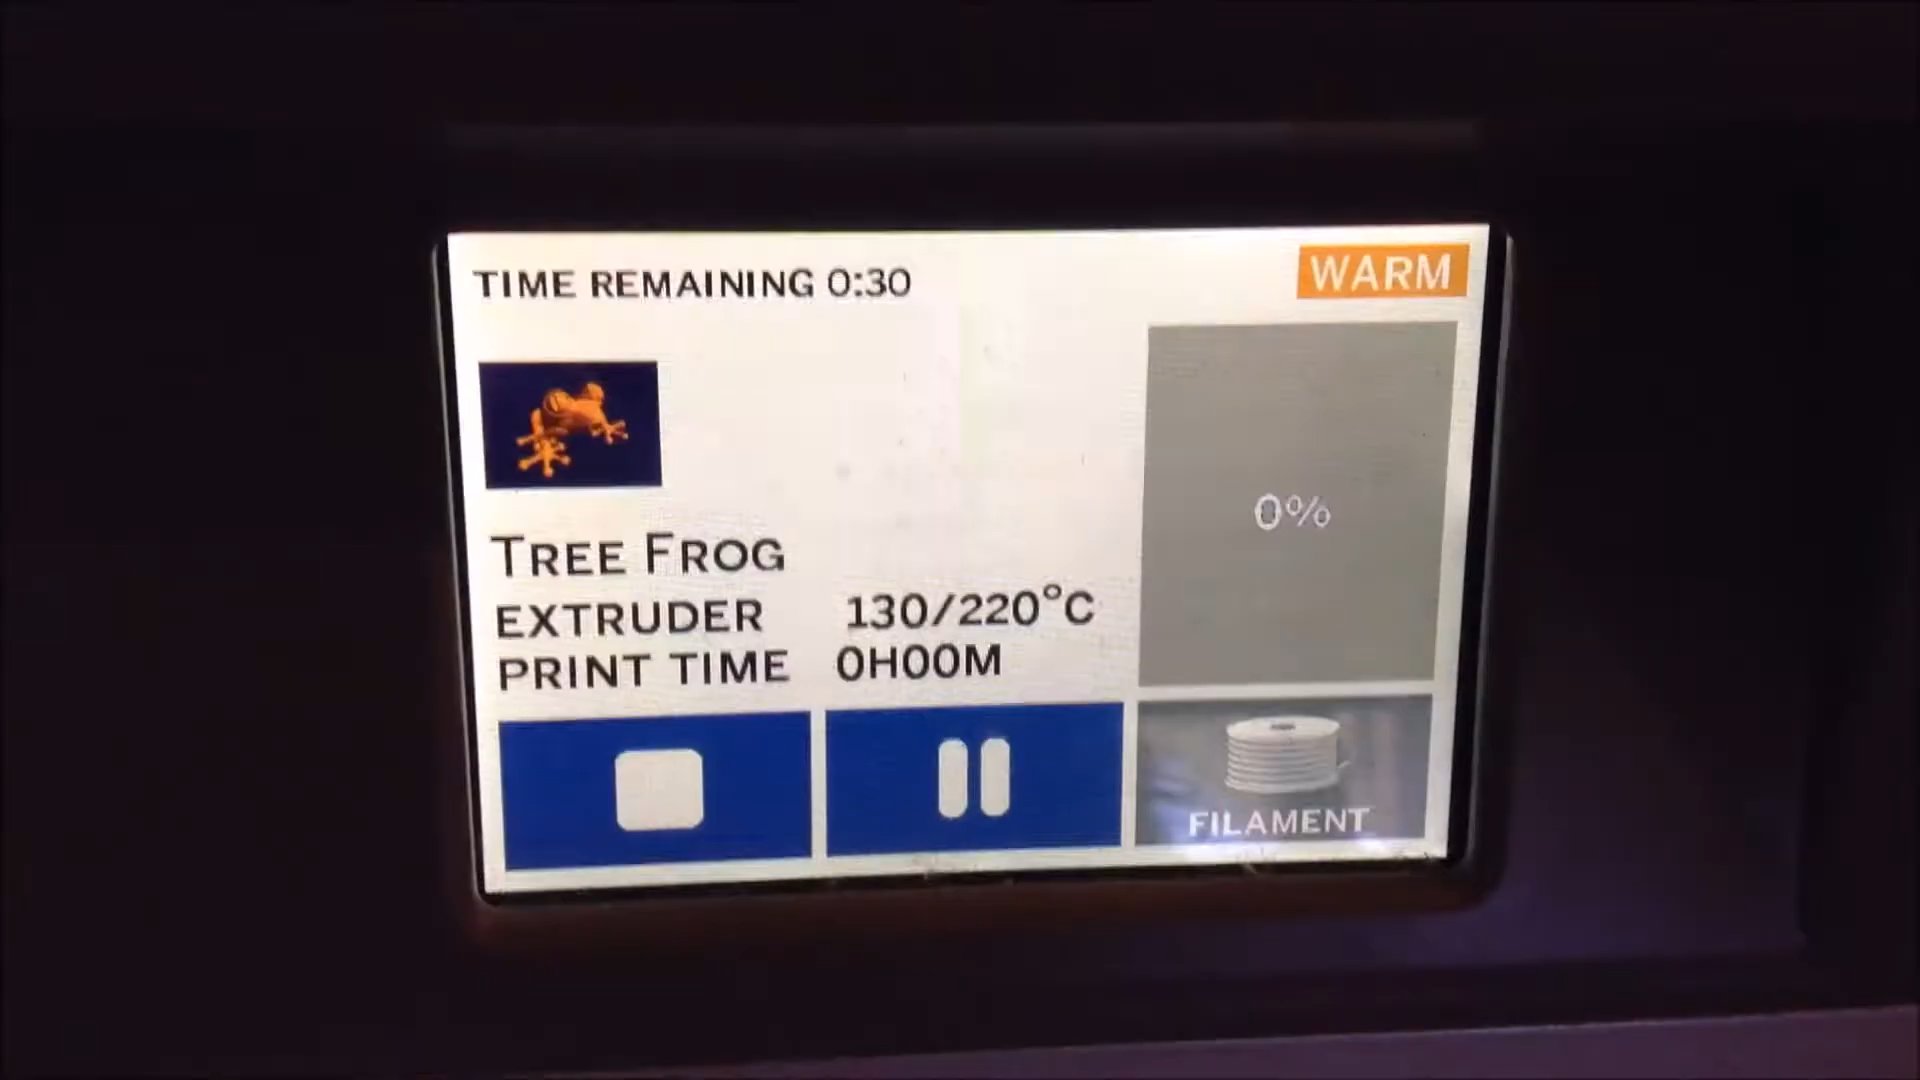 TIME REMAINING 0:30
WARM
0%
TREE FROG
EXTRUDER 130/220°C
PRINT TIME 0H00M
FILAMENT